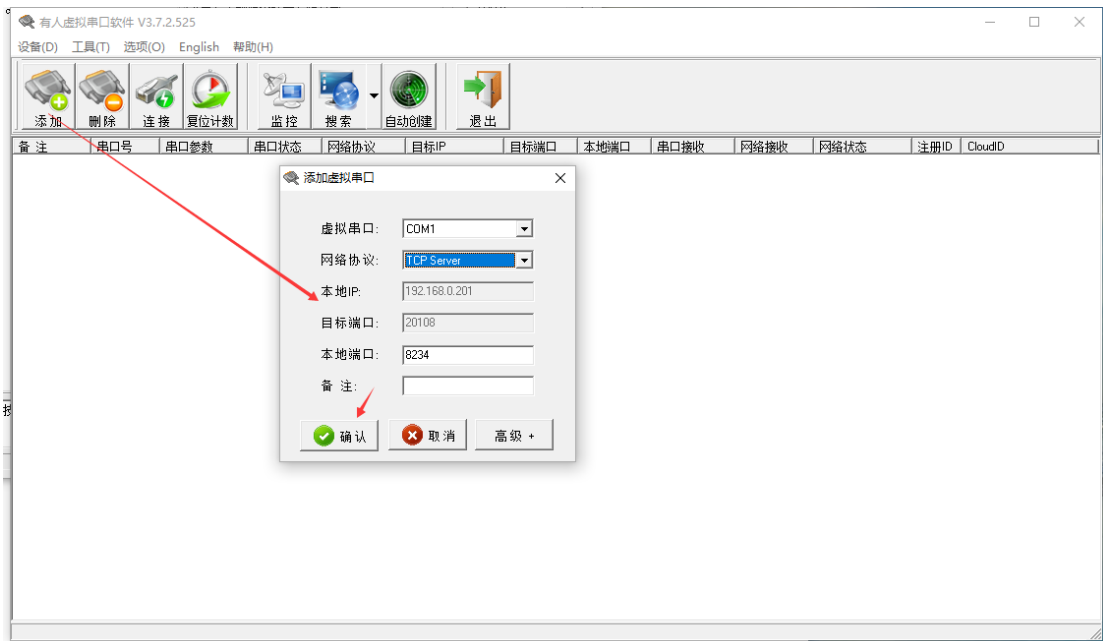 有人虚拟串口软件 V3.7.2.525
设备(D) 工具(T) 选项(O) English 帮助(H)
添加 删除 连接 复位计数 监控 搜索 自动创建 退出
备 注 串口号 串口参数 串口状态 网络协议 目标IP 目标端口 本地端口 串口接收 网络接收 网络状态 注册ID CloudID
添加虚拟串口
虚拟串口: COM1
网络协议: TCP Server
本地IP: 192.168.0.201
目标端口: 20108
本地端口: 8234
备 注:
确认 取消 高级 +